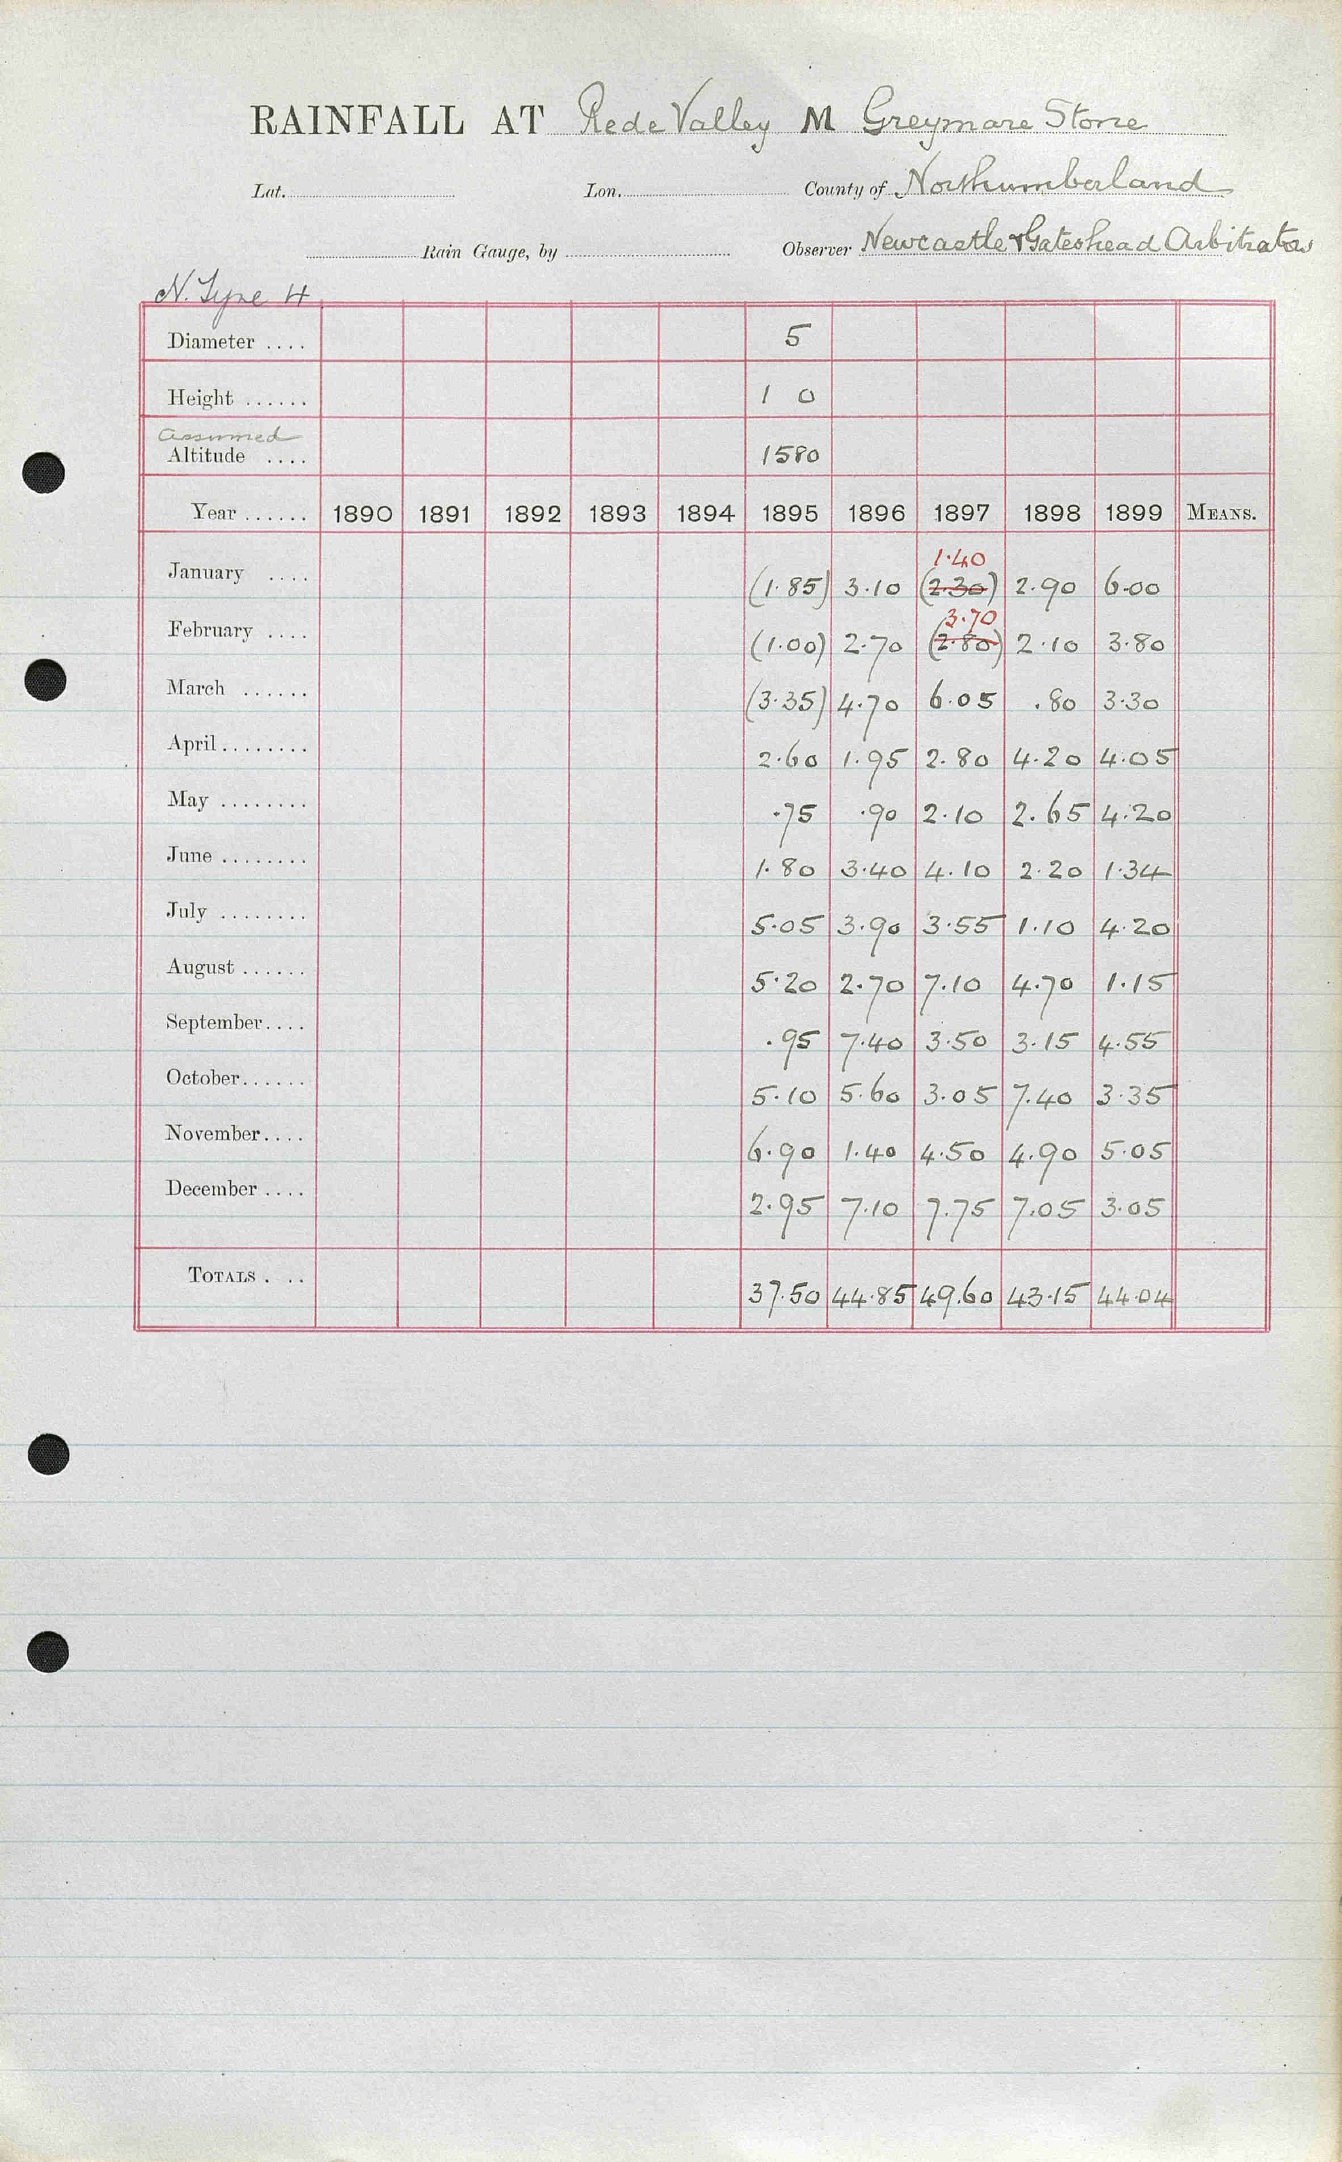 RAINFALL AT Rede Valley M Greymare Stone
Lat. Lon. County of Northumberland
Rain Gauge, by Observer Newcastle & Gateshead Arbitrators
N. Tyne 4
Diameter .... 5
Height ...... 1 0
assumed
Altitude .... 1580
Year ...... 1890 1891 1892 1893 1894 1895 1896 1897 1898 1899 MEANS.
1.40
January .... (1.85) 3.10 (2.30) 2.90 6.00
3.70
February .... (1.00) 2.70 (2.80) 2.10 3.80
March ...... (3.35) 4.70 6.05 .80 3.30
April ........ 2.60 1.95 2.80 4.20 4.05
May ........ .75 .90 2.10 2.65 4.20
June ........ 1.80 3.40 4.10 2.20 1.34
July ........ 5.05 3.90 3.55 1.10 4.20
August ...... 5.20 2.70 7.10 4.70 1.15
September.... .95 7.40 3.50 3.15 4.55
October...... 5.10 5.60 3.05 7.40 3.35
November.... 6.90 1.40 4.50 4.90 5.05
December .... 2.95 7.10 7.75 7.05 3.05
TOTALS . .. 37.50 44.85 49.60 43.15 44.04